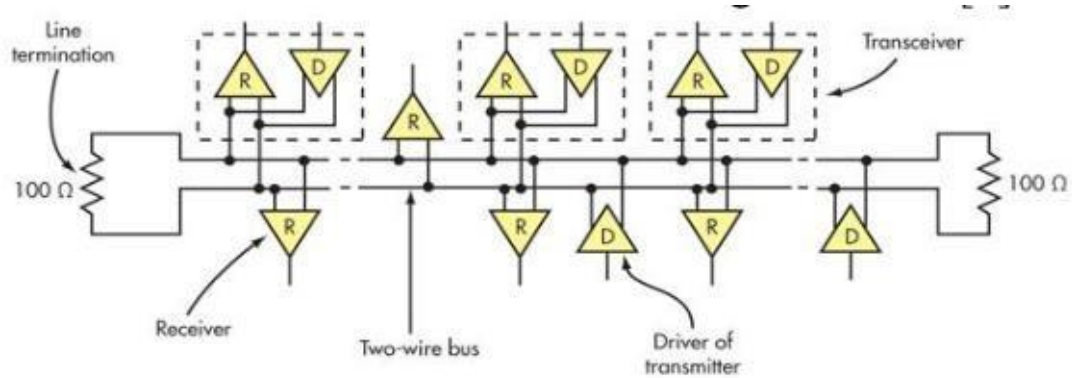 Line
termination
Transceiver
R
D
R
R
D
R
D
100 Ω
100 Ω
R
R
D
R
D
Receiver
Two-wire bus
Driver of
transmitter